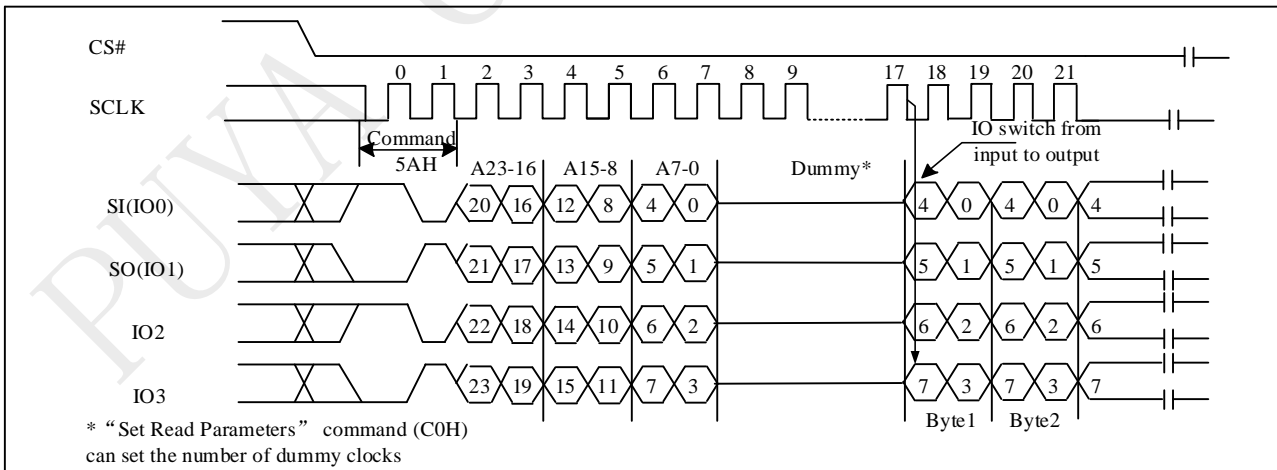 CS#
0 1 2 3 4 5 6 7 8 9 17 18 19 20 21
SCLK
IO switch from
input to output
Command
5AH
A23-16 A15-8 A7-0 Dummy*
SI(IO0) 20 16 12 8 4 0 4 0 4 0 4
SO(IO1) 21 17 13 9 5 1 5 1 5 1 5
IO2 22 18 14 10 6 2 6 2 6 2 6
IO3 23 19 15 11 7 3 7 3 7 3 7
Byte1 Byte2
* “Set Read Parameters” command (C0H)
can set the number of dummy clocks
PUYA